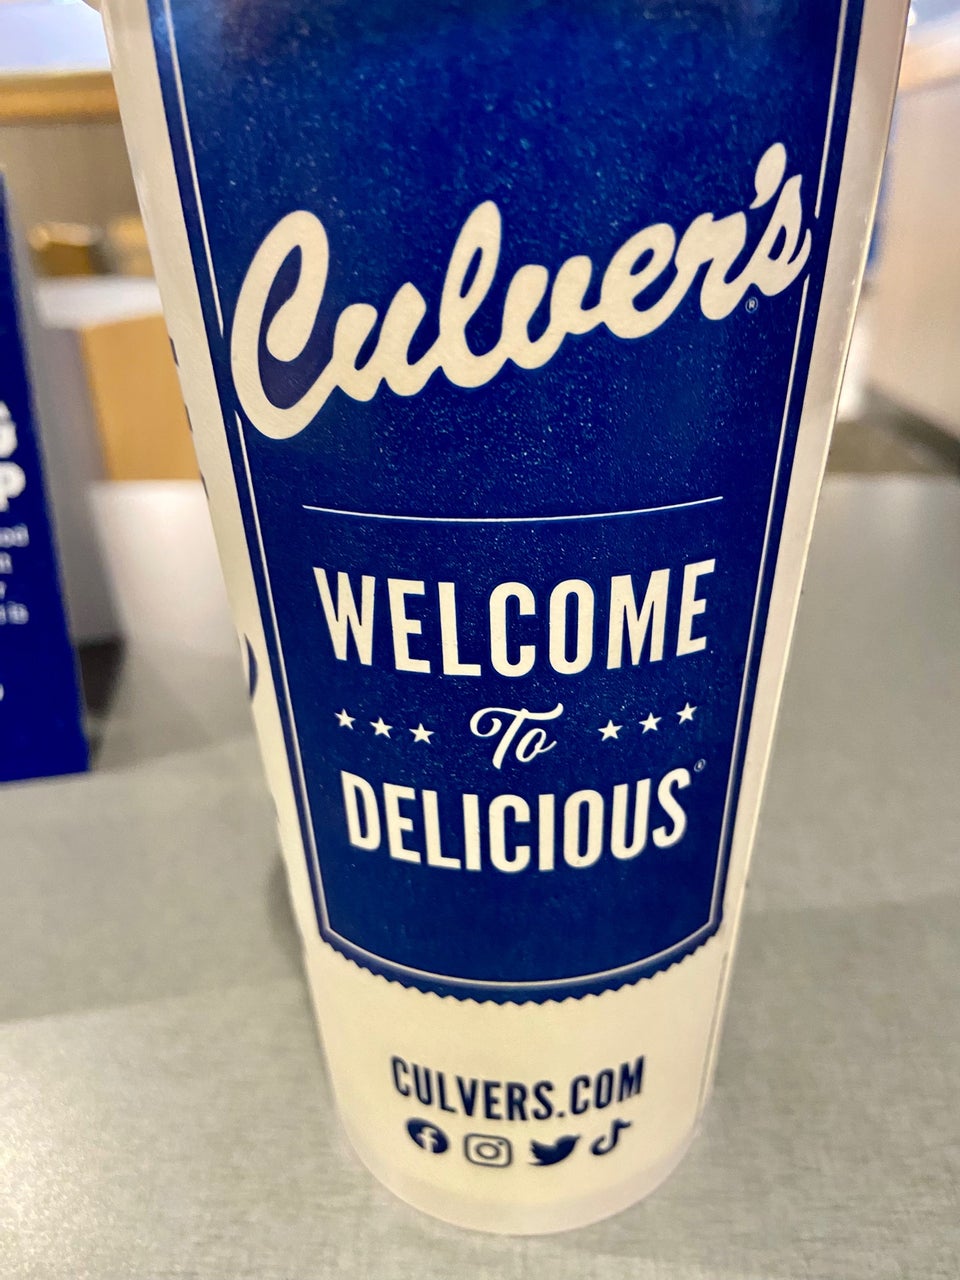 Culver's®
WELCOME
To
DELICIOUS®
CULVERS.COM